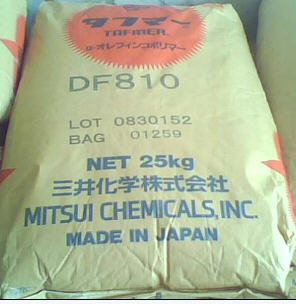 タフマー
TAFMER
α-オレフィンコポリマー
DF810
LOT 0830152
BAG 01259
NET 25kg
三井化学株式会社
MITSUI CHEMICALS, INC.
MADE IN JAPAN